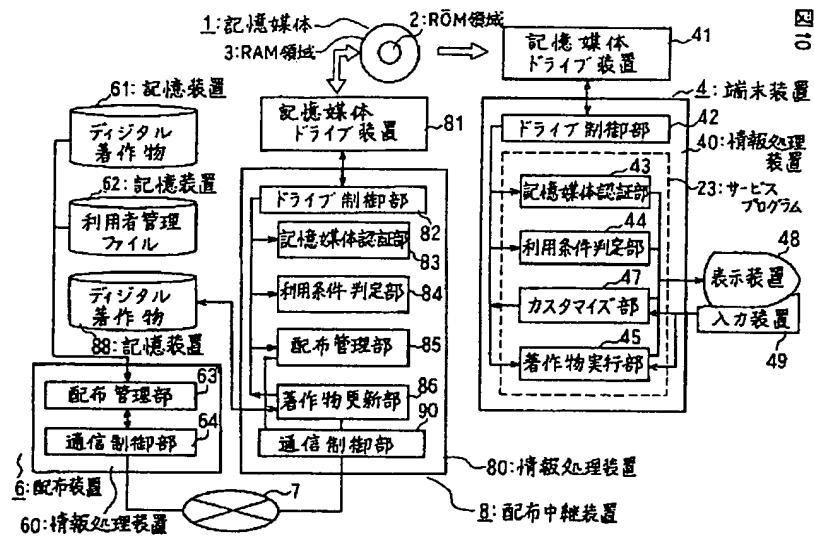 図10
1:記憶媒体
2:ROM領域
3:RAM領域
記憶媒体
ドライブ装置
41
4:端末装置
61:記憶装置
ディジタル
著作物
記憶媒体
ドライブ装置
81
ドライブ制御部
42
40:情報処理
装置
43
記憶媒体認証部
23:サービス
プログラム
62:記憶装置
利用者管理
ファイル
ドライブ制御部
82
記憶媒体認証部
83
44
利用条件判定部
48
表示装置
ディジタル
著作物
88:記憶装置
利用条件判定部
84
47
カスタマイズ部
入力装置
49
配布管理部
85
45
著作物実行部
配布管理部
63
著作物更新部
86
通信制御部
64
通信制御部
90
6:配布装置
60:情報処理装置
7
80:情報処理装置
8:配布中継装置